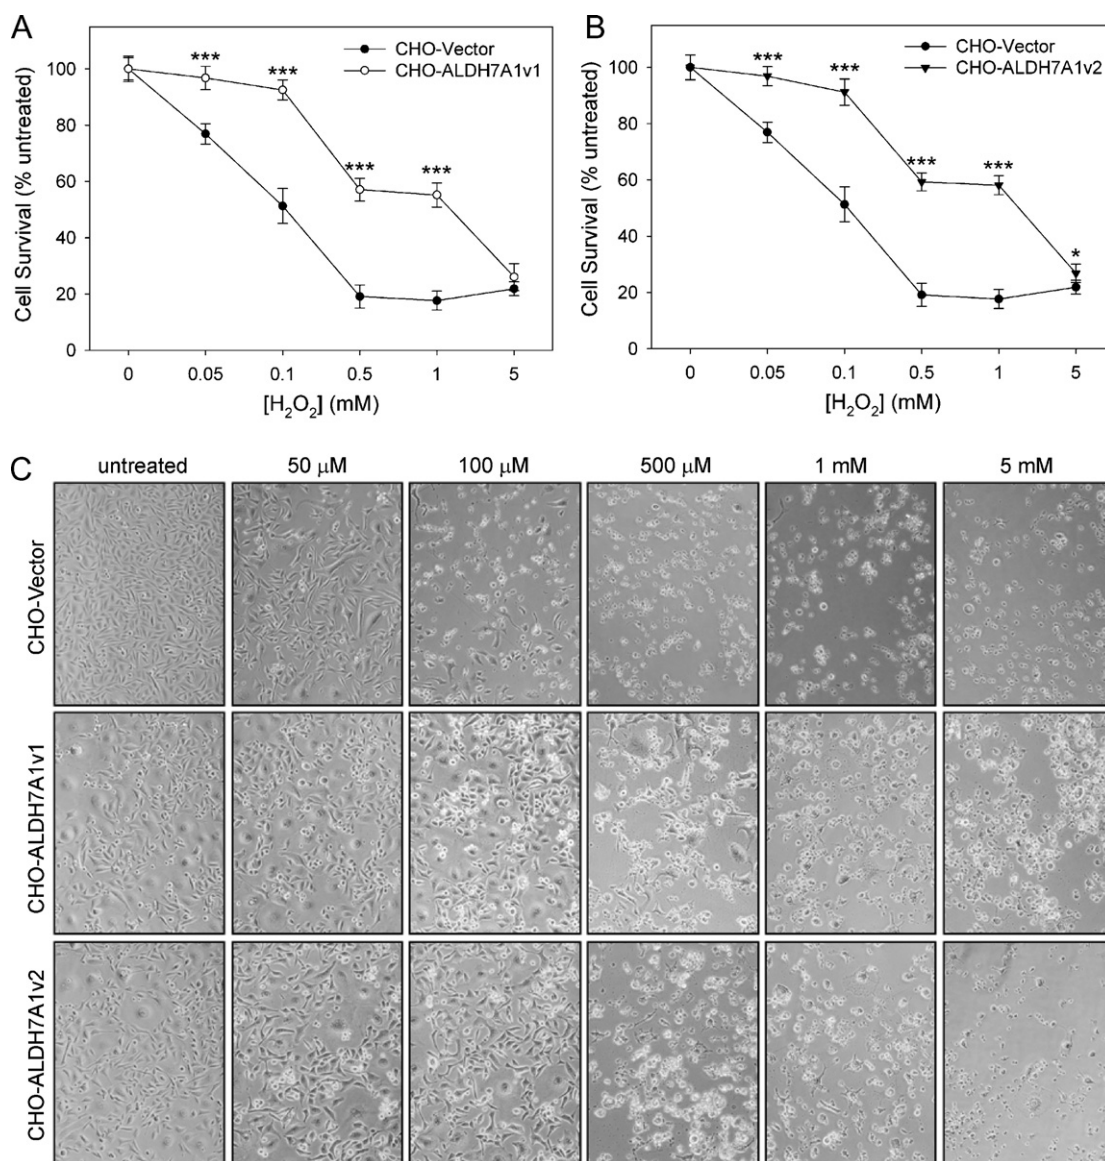 A
CHO-Vector
CHO-ALDH7A1v1
Cell Survival (% untreated)
100
80
60
40
20
0
*** *** *** ***
0 0.05 0.1 0.5 1 5
[H₂O₂] (mM)
B
CHO-Vector
CHO-ALDH7A1v2
Cell Survival (% untreated)
100
80
60
40
20
0
*** *** *** *** *
0 0.05 0.1 0.5 1 5
[H₂O₂] (mM)
C
untreated 50 μM 100 μM 500 μM 1 mM 5 mM
CHO-Vector
CHO-ALDH7A1v1
CHO-ALDH7A1v2